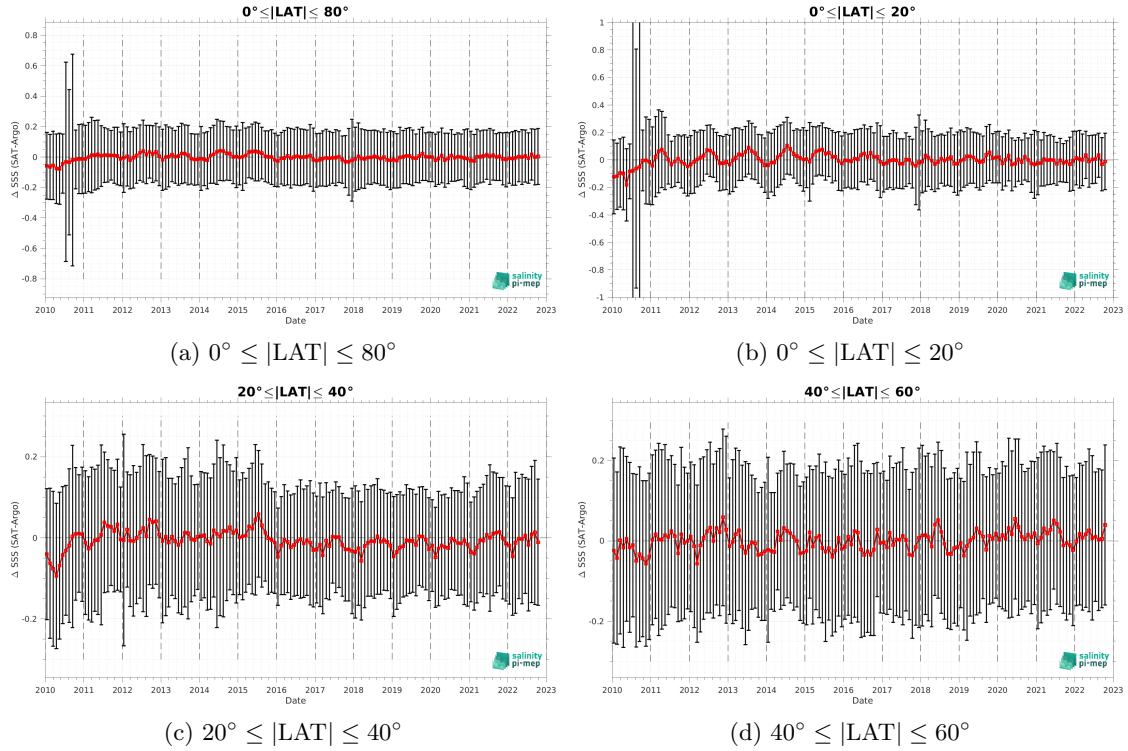 0°≤|LAT|≤ 80°
0.8
0.6
0.4
0.2
0
-0.2
-0.4
-0.6
-0.8
Δ SSS (SAT-Argo)
2010 2011 2012 2013 2014 2015 2016 2017 2018 2019 2020 2021 2022 2023
Date
salinity
pi-mep
(a) 0° ≤ |LAT| ≤ 80°
0°≤|LAT|≤ 20°
1
0.8
0.6
0.4
0.2
0
-0.2
-0.4
-0.6
-0.8
-1
Δ SSS (SAT-Argo)
2010 2011 2012 2013 2014 2015 2016 2017 2018 2019 2020 2021 2022 2023
Date
salinity
pi-mep
(b) 0° ≤ |LAT| ≤ 20°
20°≤|LAT|≤ 40°
0.2
0
-0.2
Δ SSS (SAT-Argo)
2010 2011 2012 2013 2014 2015 2016 2017 2018 2019 2020 2021 2022 2023
Date
salinity
pi-mep
(c) 20° ≤ |LAT| ≤ 40°
40°≤|LAT|≤ 60°
0.2
0
-0.2
Δ SSS (SAT-Argo)
2010 2011 2012 2013 2014 2015 2016 2017 2018 2019 2020 2021 2022 2023
Date
salinity
pi-mep
(d) 40° ≤ |LAT| ≤ 60°